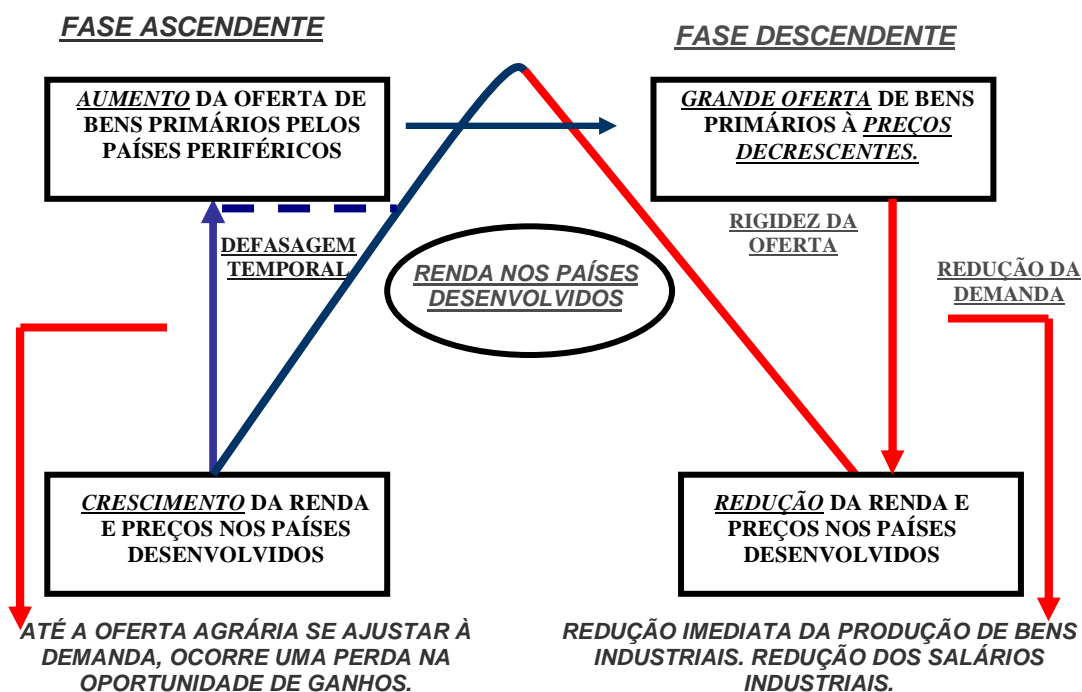 FASE ASCENDENTE
FASE DESCENDENTE
AUMENTO DA OFERTA DE
BENS PRIMÁRIOS PELOS
PAÍSES PERIFÉRICOS
GRANDE OFERTA DE BENS
PRIMÁRIOS À PREÇOS
DECRESCENTES.
DEFASAGEM
TEMPORAL
RIGIDEZ DA
OFERTA
RENDA NOS PAÍSES
DESENVOLVIDOS
REDUÇÃO DA
DEMANDA
CRESCIMENTO DA RENDA
E PREÇOS NOS PAÍSES
DESENVOLVIDOS
REDUÇÃO DA RENDA E
PREÇOS NOS PAÍSES
DESENVOLVIDOS
ATÉ A OFERTA AGRÁRIA SE AJUSTAR À
DEMANDA, OCORRE UMA PERDA NA
OPORTUNIDADE DE GANHOS.
REDUÇÃO IMEDIATA DA PRODUÇÃO DE BENS
INDUSTRIAIS. REDUÇÃO DOS SALÁRIOS
INDUSTRIAIS.